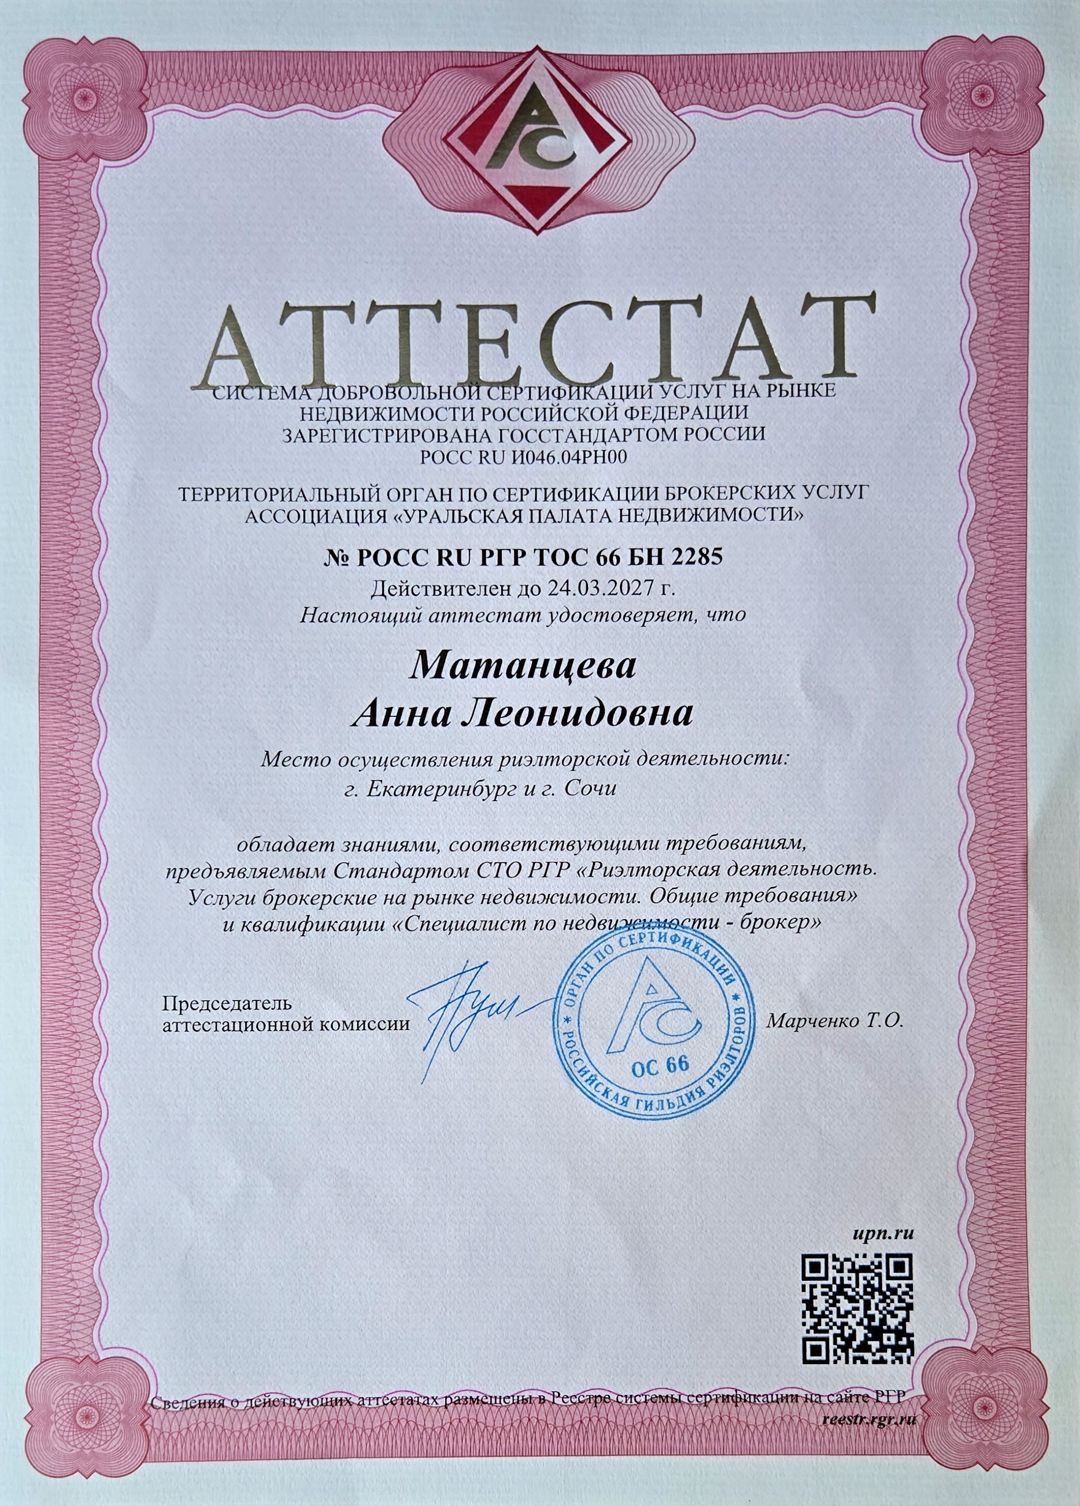 АС
АТТЕСТАТ
СИСТЕМА ДОБРОВОЛЬНОЙ СЕРТИФИКАЦИИ УСЛУГ НА РЫНКЕ
НЕДВИЖИМОСТИ РОССИЙСКОЙ ФЕДЕРАЦИИ
ЗАРЕГИСТРИРОВАНА ГОССТАНДАРТОМ РОССИИ
РОСС RU И046.04РН00
ТЕРРИТОРИАЛЬНЫЙ ОРГАН ПО СЕРТИФИКАЦИИ БРОКЕРСКИХ УСЛУГ
АССОЦИАЦИЯ «УРАЛЬСКАЯ ПАЛАТА НЕДВИЖИМОСТИ»
№ РОСС RU РГР ТОС 66 БН 2285
Действителен до 24.03.2027 г.
Настоящий аттестат удостоверяет, что
Матанцева
Анна Леонидовна
Место осуществления риэлторской деятельности:
г. Екатеринбург и г. Сочи
обладает знаниями, соответствующими требованиям,
предъявляемым Стандартом СТО РГР «Риэлторская деятельность.
Услуги брокерские на рынке недвижимости. Общие требования»
и квалификации «Специалист по недвижимости - брокер»
Председатель
аттестационной комиссии
* ОРГАН ПО СЕРТИФИКАЦИИ *
РОССИЙСКАЯ ГИЛЬДИЯ РИЭЛТОРОВ
АС
ОС 66
Марченко Т.О.
upn.ru
Сведения о действующих аттестатах размещены в Реестре системы сертификации на сайте РГР
reestr.rgr.ru